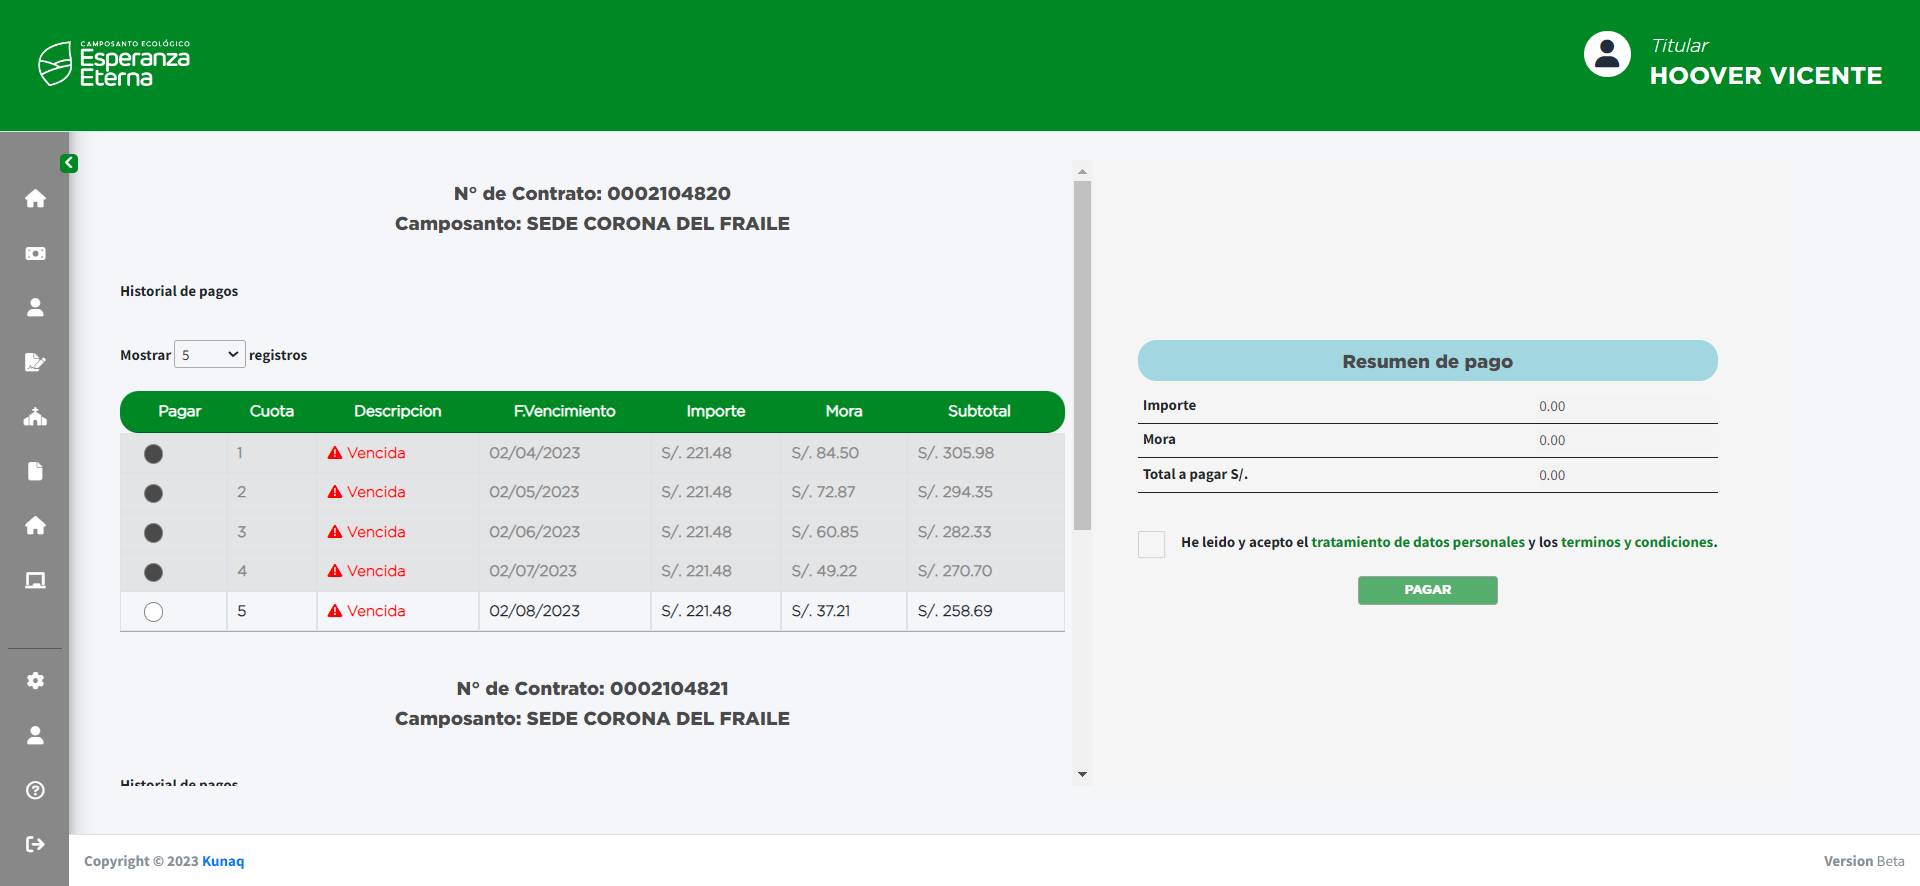 CAMPOSANTO ECOLÓGICO
Esperanza
Eterna
Titular
HOOVER VICENTE
N° de Contrato: 0002104820
Camposanto: SEDE CORONA DEL FRAILE
Historial de pagos
Mostrar 5 registros
Pagar Cuota Descripcion F.Vencimiento Importe Mora Subtotal
1 Vencida 02/04/2023 S/. 221.48 S/. 84.50 S/. 305.98
2 Vencida 02/05/2023 S/. 221.48 S/. 72.87 S/. 294.35
3 Vencida 02/06/2023 S/. 221.48 S/. 60.85 S/. 282.33
4 Vencida 02/07/2023 S/. 221.48 S/. 49.22 S/. 270.70
5 Vencida 02/08/2023 S/. 221.48 S/. 37.21 S/. 258.69
N° de Contrato: 0002104821
Camposanto: SEDE CORONA DEL FRAILE
Historial de pagos
Resumen de pago
Importe 0.00
Mora 0.00
Total a pagar S/. 0.00
He leido y acepto el tratamiento de datos personales y los terminos y condiciones.
PAGAR
Copyright © 2023 Kunaq
Version Beta